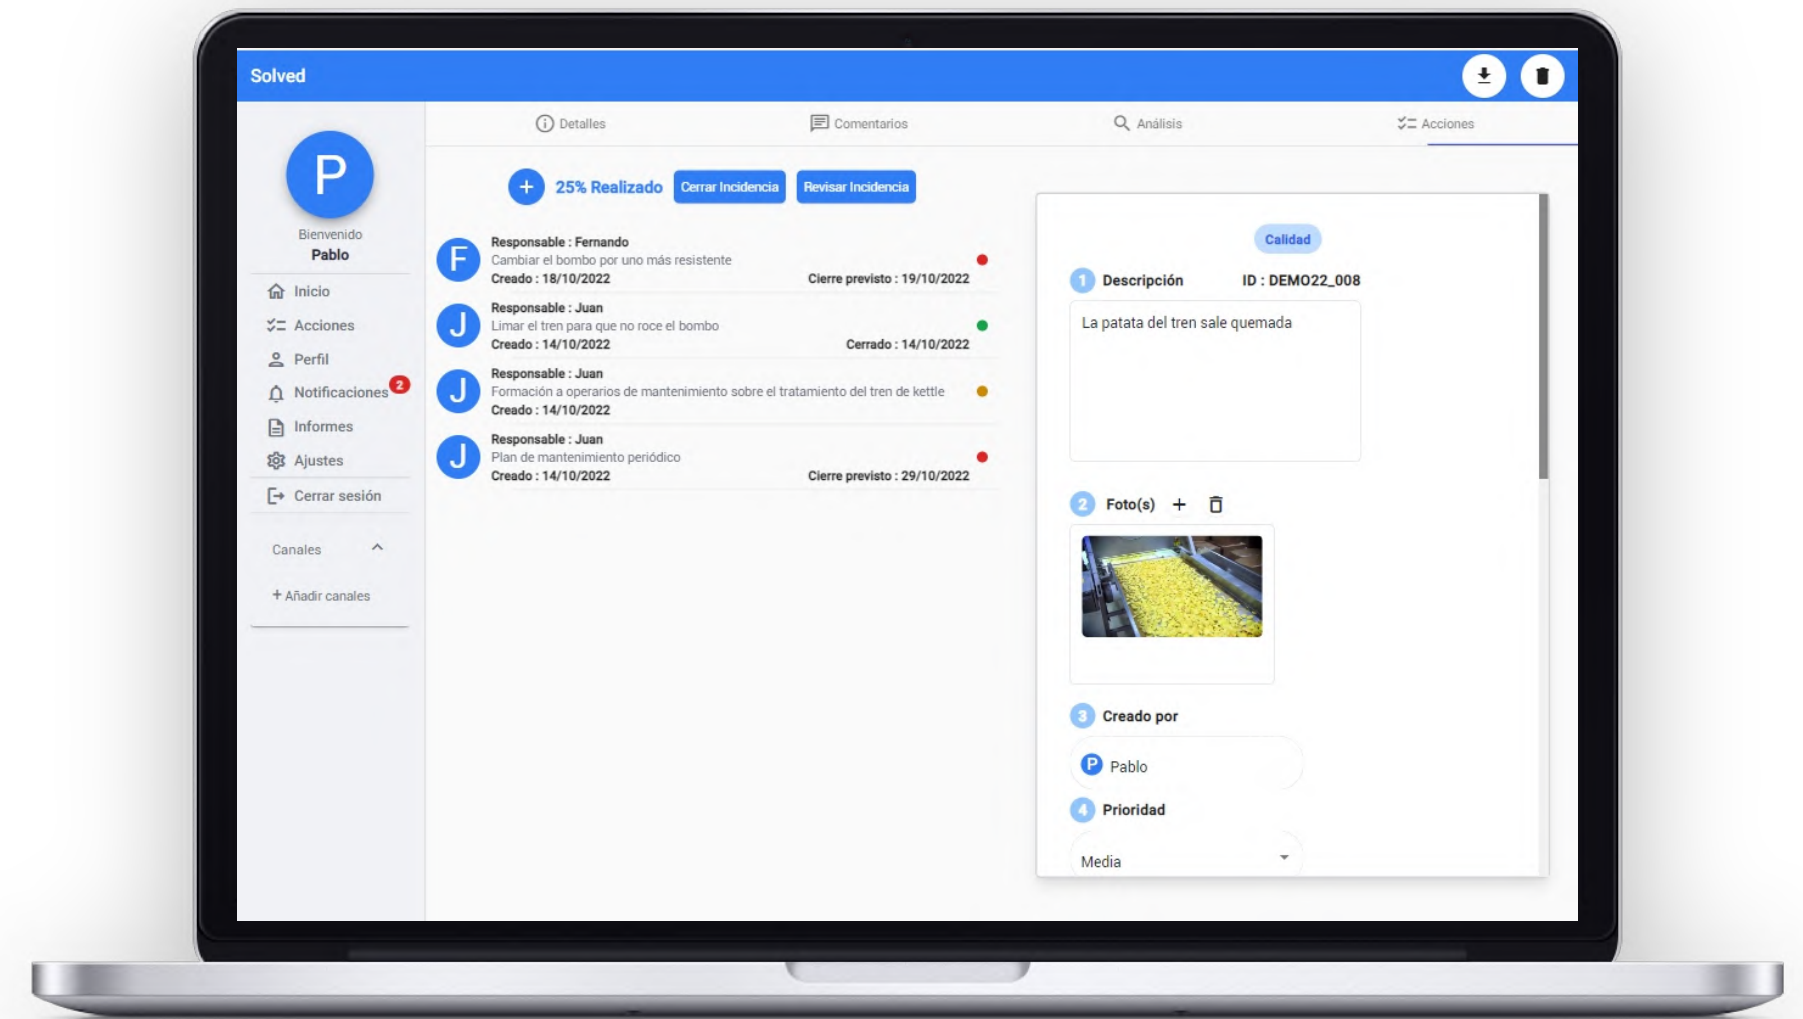 Solved
Detalles
Comentarios
Análisis
Acciones
P
Bienvenido
Pablo
Inicio
Acciones
Perfil
Notificaciones 2
Informes
Ajustes
Cerrar sesión
Canales
+ Añadir canales
+ 25% Realizado Cerrar Incidencia Revisar Incidencia
F
Responsable : Fernando
Cambiar el bombo por uno más resistente
Creado : 18/10/2022 Cierre previsto : 19/10/2022
J
Responsable : Juan
Limar el tren para que no roce el bombo
Creado : 14/10/2022 Cerrado : 14/10/2022
J
Responsable : Juan
Formación a operarios de mantenimiento sobre el tratamiento del tren de kettle
Creado : 14/10/2022
J
Responsable : Juan
Plan de mantenimiento periódico
Creado : 14/10/2022 Cierre previsto : 29/10/2022
Calidad
1 Descripción ID : DEMO22_008
La patata del tren sale quemada
2 Foto(s) +
3 Creado por
P Pablo
4 Prioridad
Media